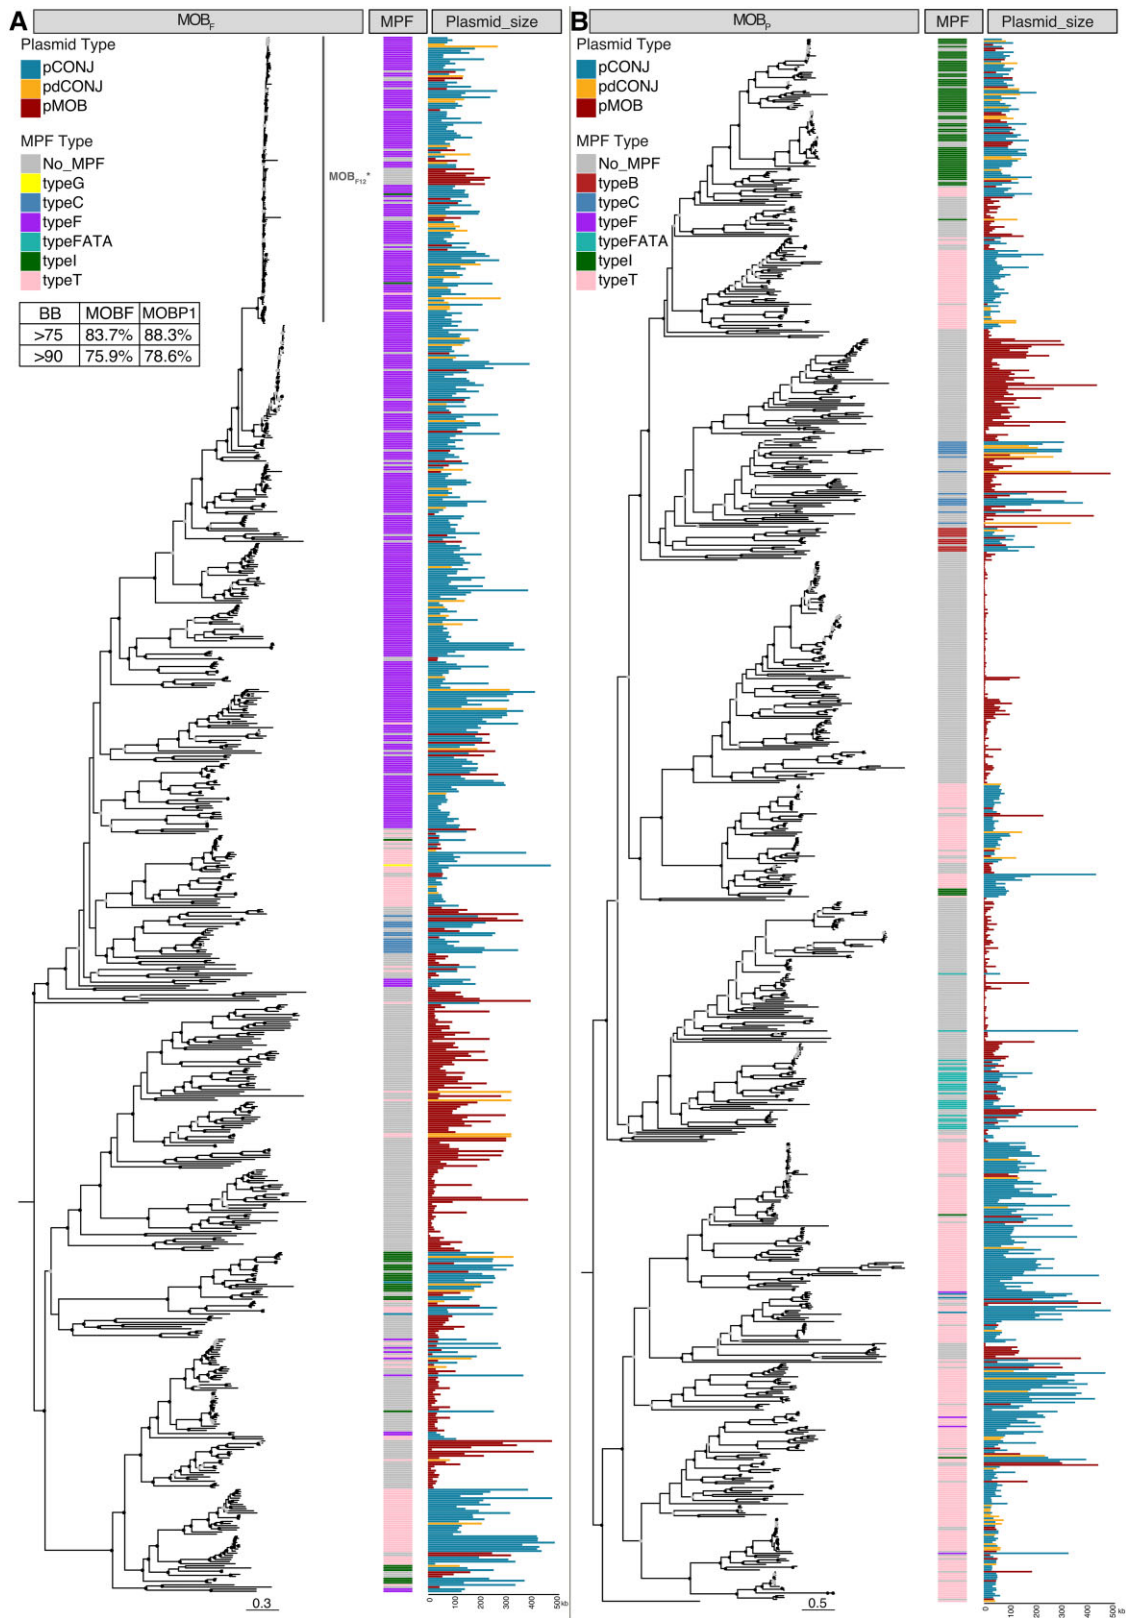 A
MOB_F
MPF
Plasmid_size
Plasmid Type
pCONJ
pdCONJ
pMOB
MPF Type
No_MPF
typeG
typeC
typeF
typeFATA
typeI
typeT
BB MOBF MOBP1
>75 83.7% 88.3%
>90 75.9% 78.6%
MOB_F12*
0.3
0 100 200 300 400 500 kb
B
MOB_P
MPF
Plasmid_size
Plasmid Type
pCONJ
pdCONJ
pMOB
MPF Type
No_MPF
typeB
typeC
typeF
typeFATA
typeI
typeT
0.5
0 100 200 300 400 500 kb